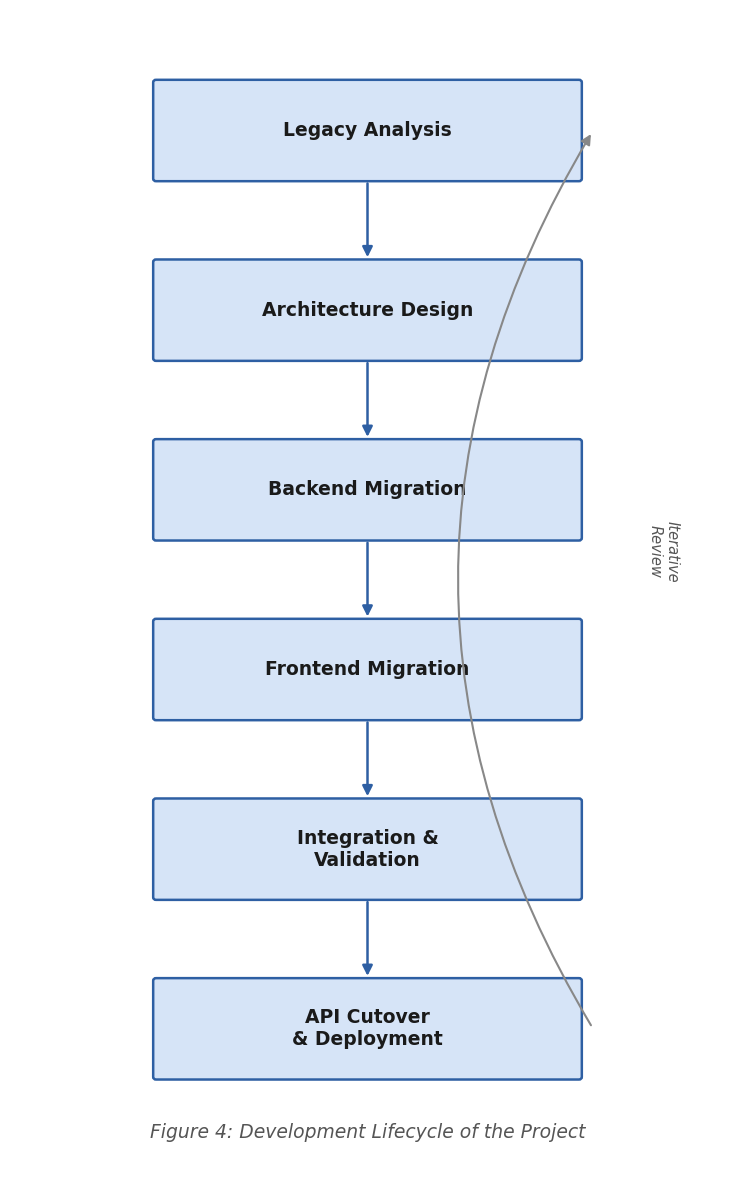 Legacy Analysis
Architecture Design
Backend Migration
Iterative
Review
Frontend Migration
Integration &
Validation
API Cutover
& Deployment
Figure 4: Development Lifecycle of the Project